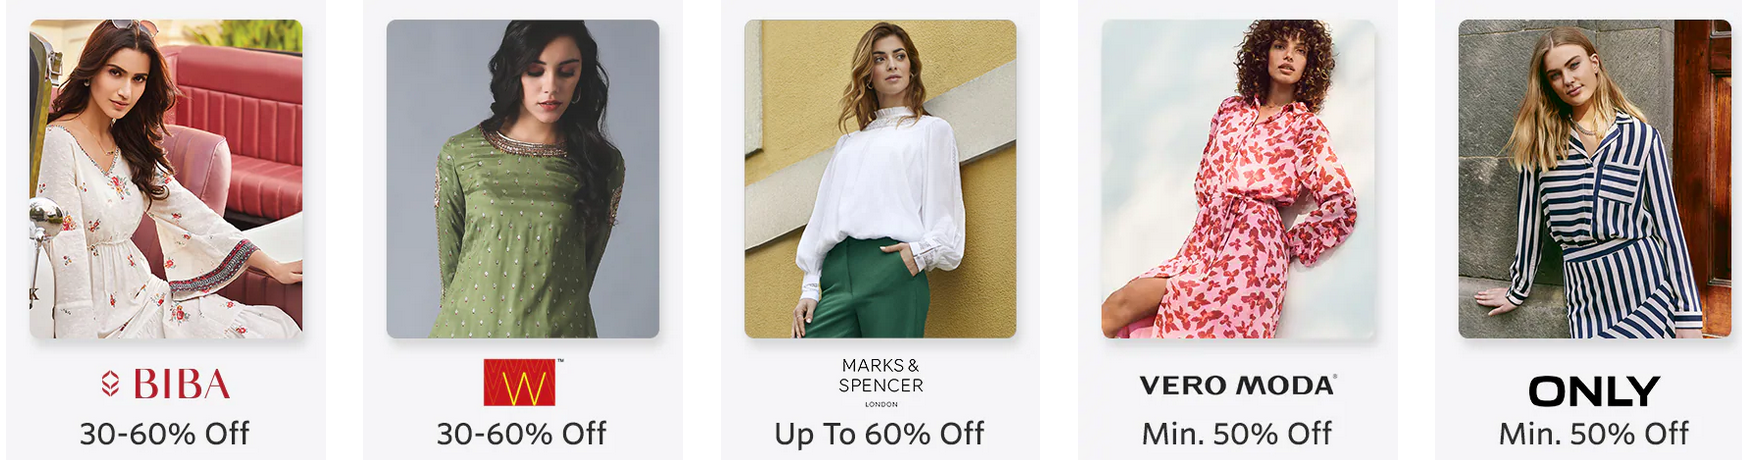 BIBA
30-60% Off
W™
30-60% Off
MARKS &
SPENCER
LONDON
Up To 60% Off
VERO MODA®
Min. 50% Off
ONLY
Min. 50% Off